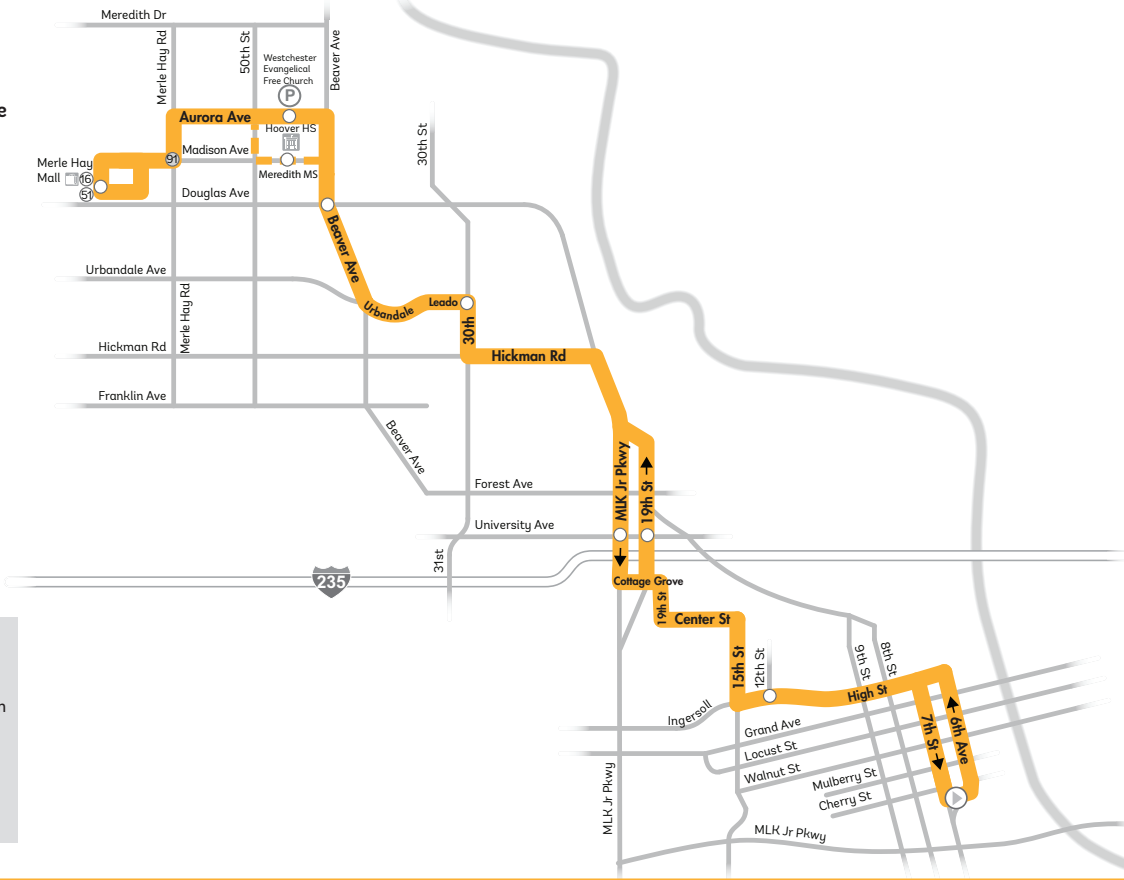 Meredith Dr
Merle Hay Rd
50th St
Beaver Ave
Westchester
Evangelical
Free Church
P
e
Aurora Ave
Hoover HS
30th St
Madison Ave
91
Merle Hay
Mall
16
51
Meredith MS
Douglas Ave
Beaver Ave
Urbandale Ave
Urbandale
Leado
Merle Hay Rd
30th
Hickman Rd
Hickman Rd
Franklin Ave
Beaver Ave
MLK Jr Pkwy
19th St
Forest Ave
University Ave
31st
235
Cottage Grove
19th St
Center St
15th St
12th St
9th St
8th St
n
High St
Ingersoll
Grand Ave
7th St
6th Ave
Locust St
Walnut St
Mulberry St
Cherry St
MLK Jr Pkwy
MLK Jr Pkwy